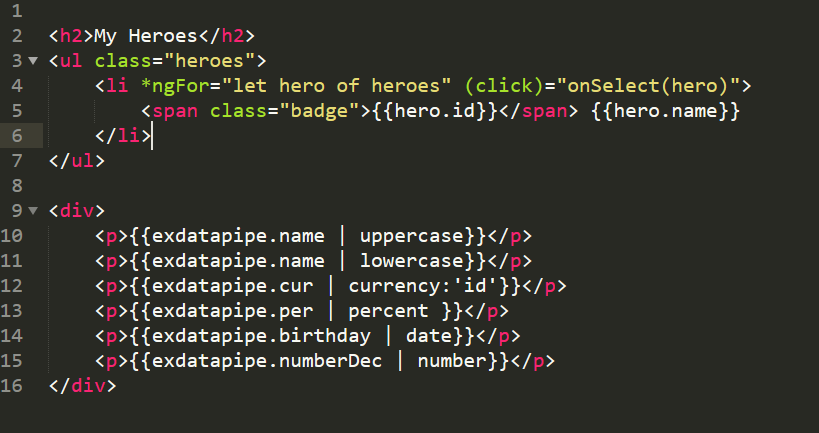 1
2 <h2>My Heroes</h2>
3 <ul class="heroes">
4     <li *ngFor="let hero of heroes" (click)="onSelect(hero)">
5         <span class="badge">{{hero.id}}</span> {{hero.name}}
6     </li>
7 </ul>
8
9 <div>
10     <p>{{exdatapipe.name | uppercase}}</p>
11     <p>{{exdatapipe.name | lowercase}}</p>
12     <p>{{exdatapipe.cur | currency:'id'}}</p>
13     <p>{{exdatapipe.per | percent }}</p>
14     <p>{{exdatapipe.birthday | date}}</p>
15     <p>{{exdatapipe.numberDec | number}}</p>
16 </div>